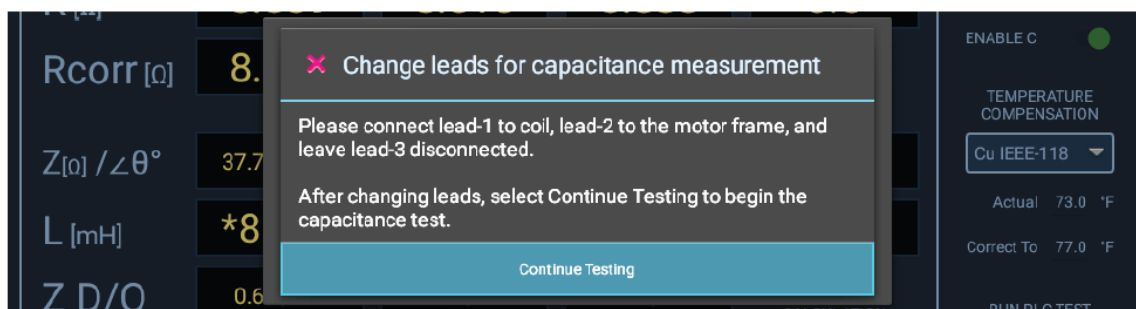 ENABLE C
Change leads for capacitance measurement
Rcorr [Ω] 8.
TEMPERATURE
COMPENSATION
Please connect lead-1 to coil, lead-2 to the motor frame, and
leave lead-3 disconnected.
Cu IEEE-118
Z[Ω] /∠θ° 37.7
After changing leads, select Continue Testing to begin the
capacitance test.
Actual 73.0 °F
L [mH] *8
Correct To 77.0 °F
Continue Testing
Z D/Q 0.6